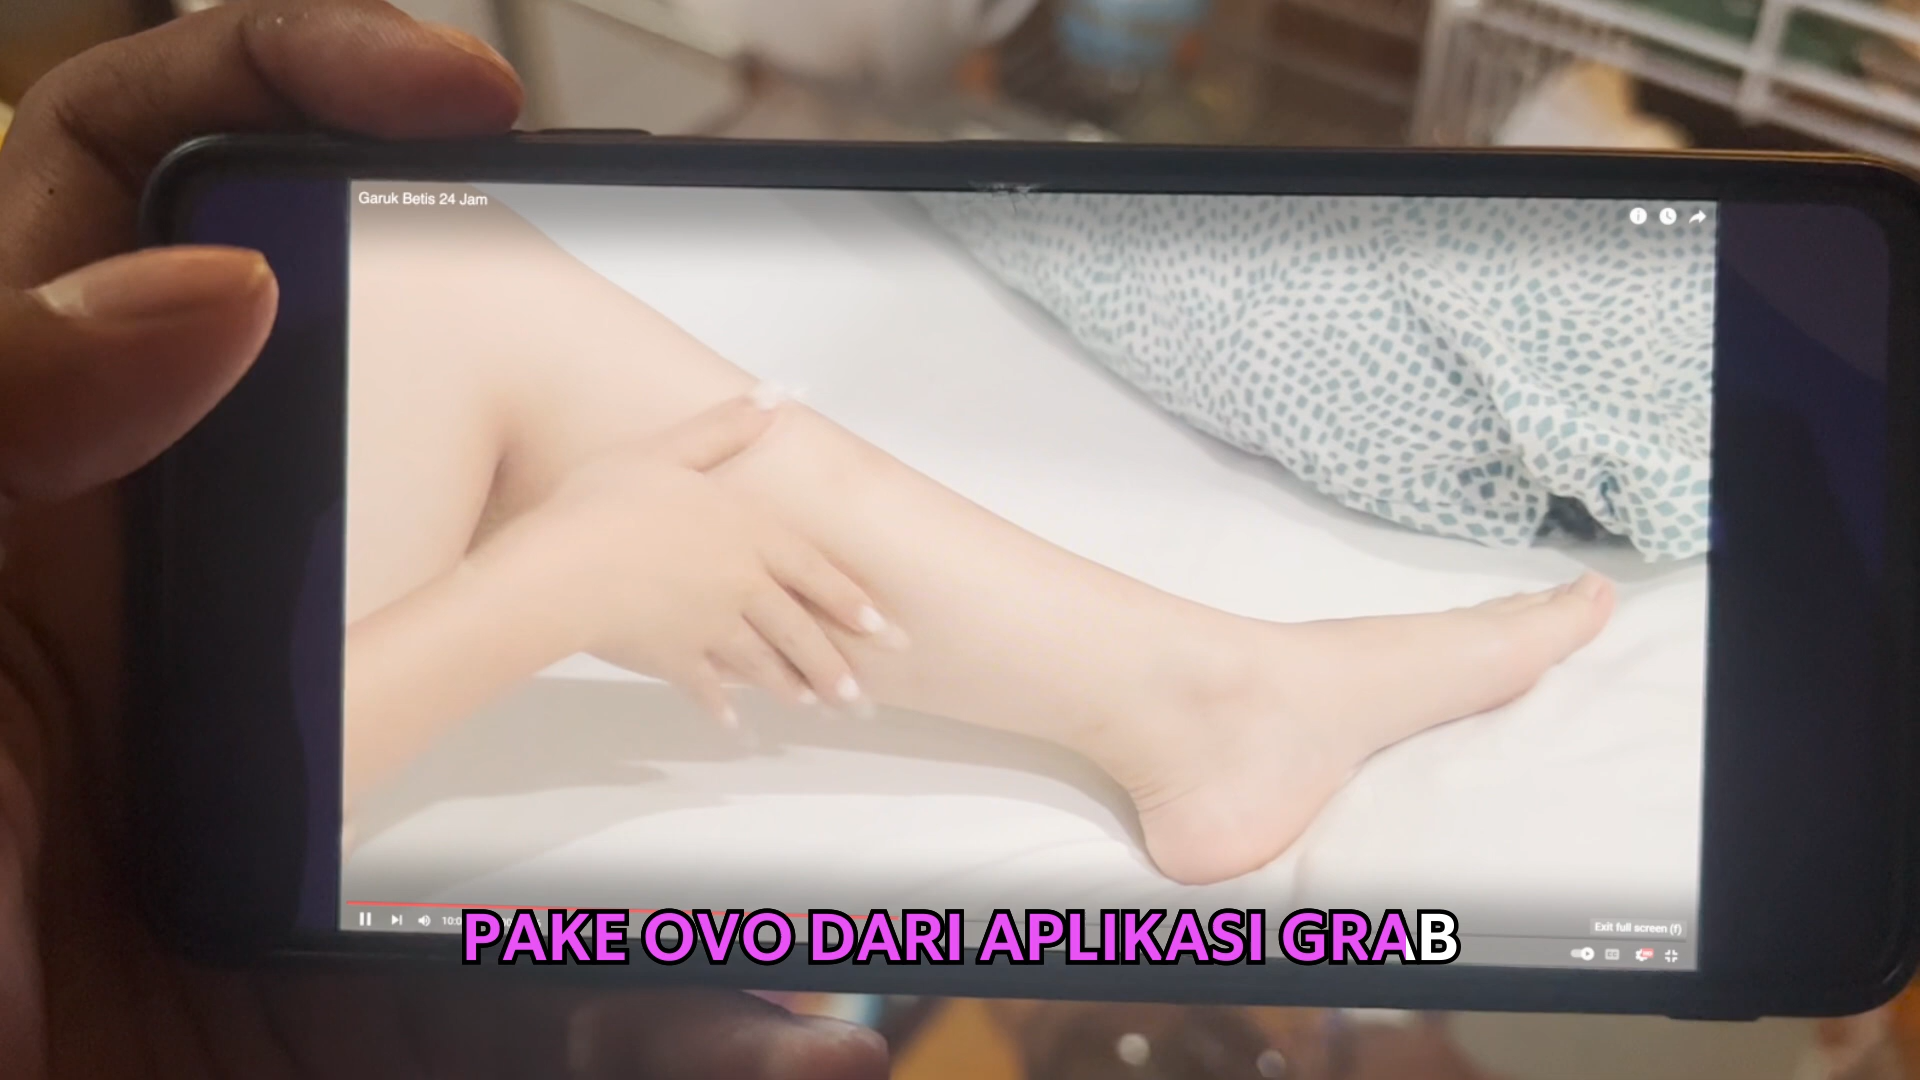 Garuk Betis 24 Jam
Exit full screen (f)
PAKE OVO DARI APLIKASI GRAB